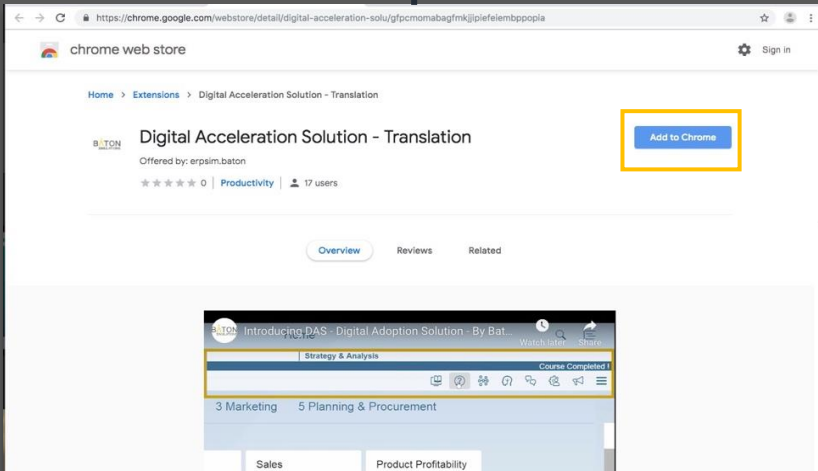 https://chrome.google.com/webstore/detail/digital-acceleration-solu/gfpcmomabagfmkjjipiefeiembppopia
chrome web store
Sign in
Home > Extensions > Digital Acceleration Solution - Translation
BATON
Digital Acceleration Solution - Translation
Add to Chrome
Offered by: erpsim.baton
0 | Productivity | 17 users
Overview Reviews Related
BATON
Introducing DAS - Digital Adoption Solution - By Bat...
Watch later Share
Strategy & Analysis
Course Completed !
3 Marketing 5 Planning & Procurement
Sales Product Profitability